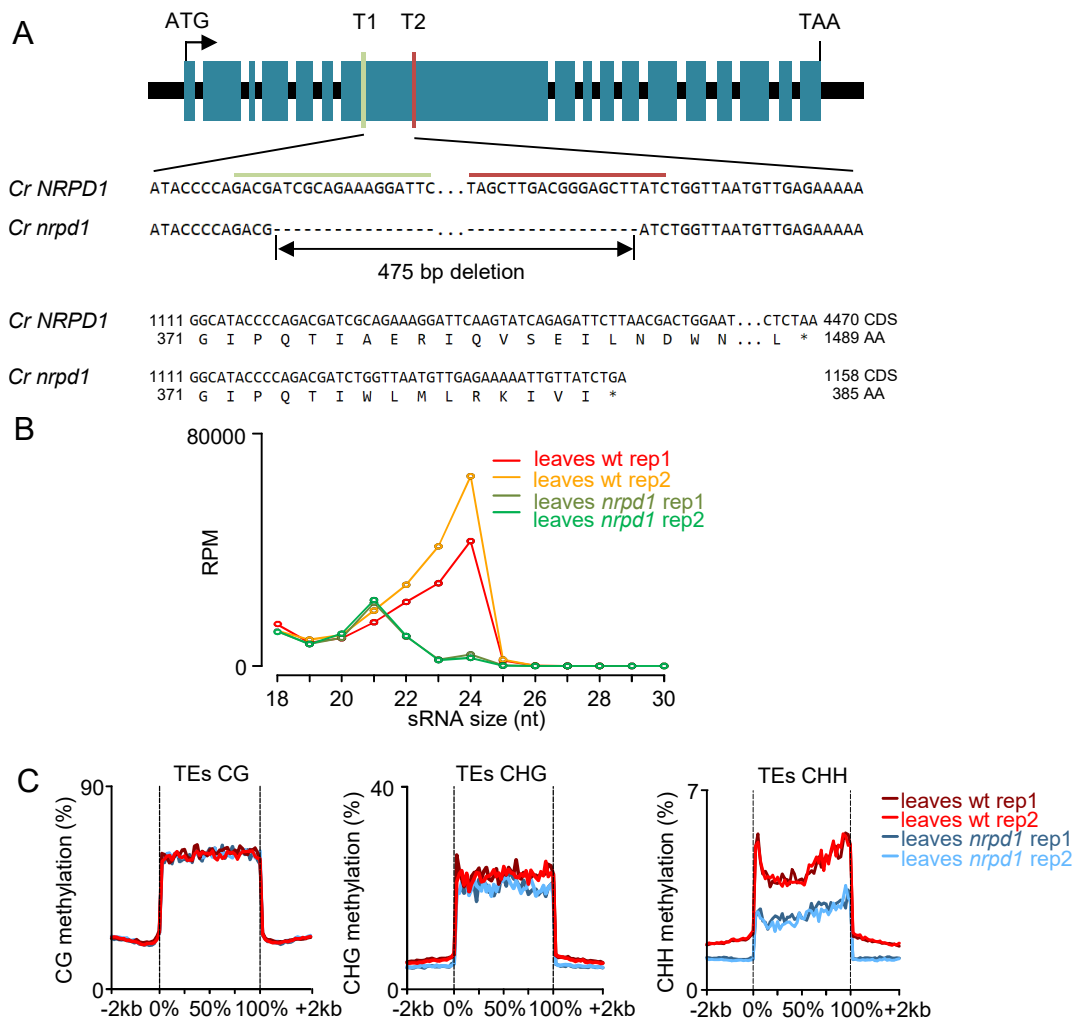 A
ATG T1 T2 TAA
Cr NRPD1 ATACCCCAGACGATCGCAGAAAGGATTC...TAGCTTGACGGGAGCTTATCTGGTTAATGTTGAGAAAAA
Cr nrpd1 ATACCCCAGACG----------------...-----------------ATCTGGTTAATGTTGAGAAAAA
475 bp deletion
Cr NRPD1 1111 GGCATACCCCAGACGATCGCAGAAAGGATTCAAGTATCAGAGATTCTTAACGACTGGAAT ...CTCTAA 4470 CDS
371 G I P Q T I A E R I Q V S E I L N D W N ... L * 1489 AA
Cr nrpd1 1111 GGCATACCCCAGACGATCTGGTTAATGTTGAGAAAAATTGTTATCTGA 1158 CDS
371 G I P Q T I W L M L R K I V I * 385 AA
B
80000
0
RPM
18 20 22 24 26 28 30
sRNA size (nt)
leaves wt rep1
leaves wt rep2
leaves nrpd1 rep1
leaves nrpd1 rep2
C
TEs CG
90
0
CG methylation (%)
-2kb 0% 50% 100% +2kb
TEs CHG
40
0
CHG methylation (%)
-2kb 0% 50% 100% +2kb
TEs CHH
7
0
CHH methylation (%)
-2kb 0% 50% 100% +2kb
leaves wt rep1
leaves wt rep2
leaves nrpd1 rep1
leaves nrpd1 rep2